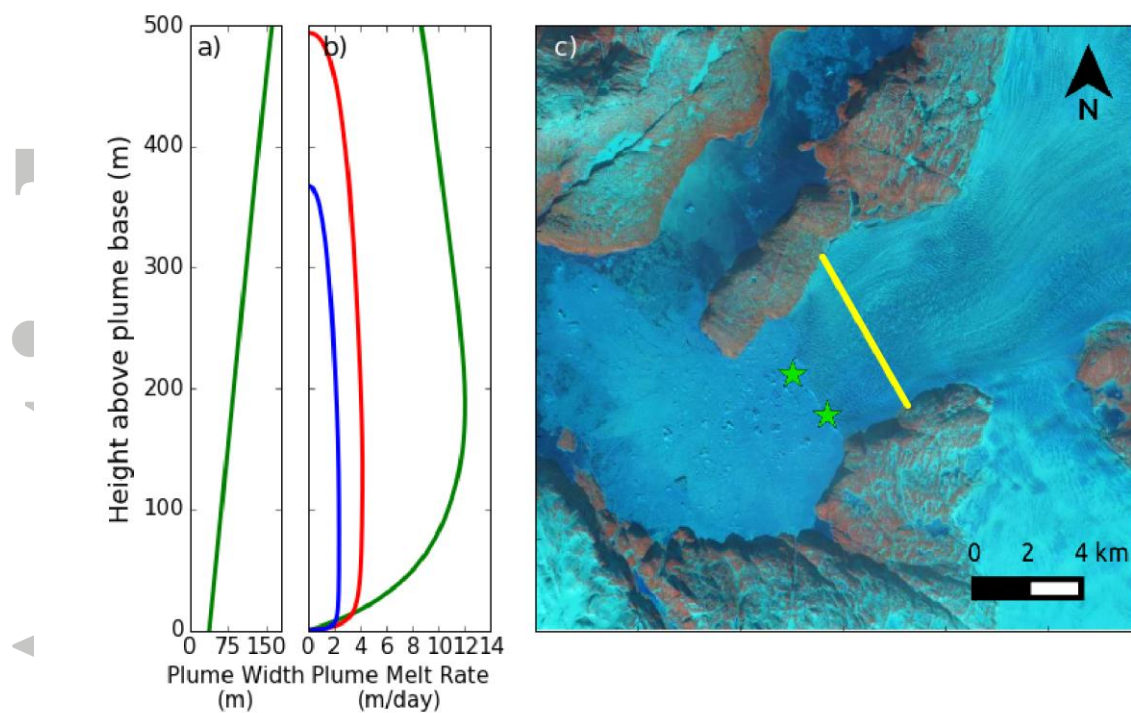 a)
b)
c)
N
500
400
300
200
100
0
Height above plume base (m)
0 75 150
0 2 4 6 8 10 12 14
Plume Width
(m)
Plume Melt Rate
(m/day)
0 2 4 km